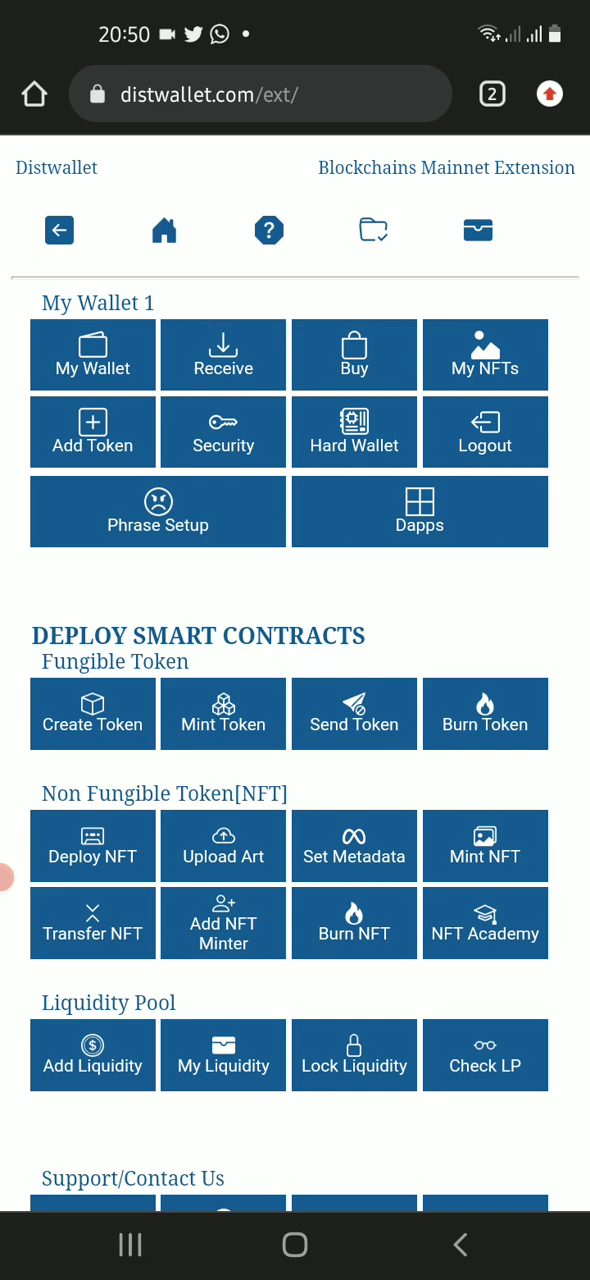 20:50
distwallet.com/ext/
2
Distwallet
Blockchains Mainnet Extension
My Wallet 1
My Wallet
Receive
Buy
My NFTs
Add Token
Security
Hard Wallet
Logout
Phrase Setup
Dapps
DEPLOY SMART CONTRACTS
Fungible Token
Create Token
Mint Token
Send Token
Burn Token
Non Fungible Token[NFT]
Deploy NFT
Upload Art
Set Metadata
Mint NFT
Transfer NFT
Add NFT
Minter
Burn NFT
NFT Academy
Liquidity Pool
Add Liquidity
My Liquidity
Lock Liquidity
Check LP
Support/Contact Us